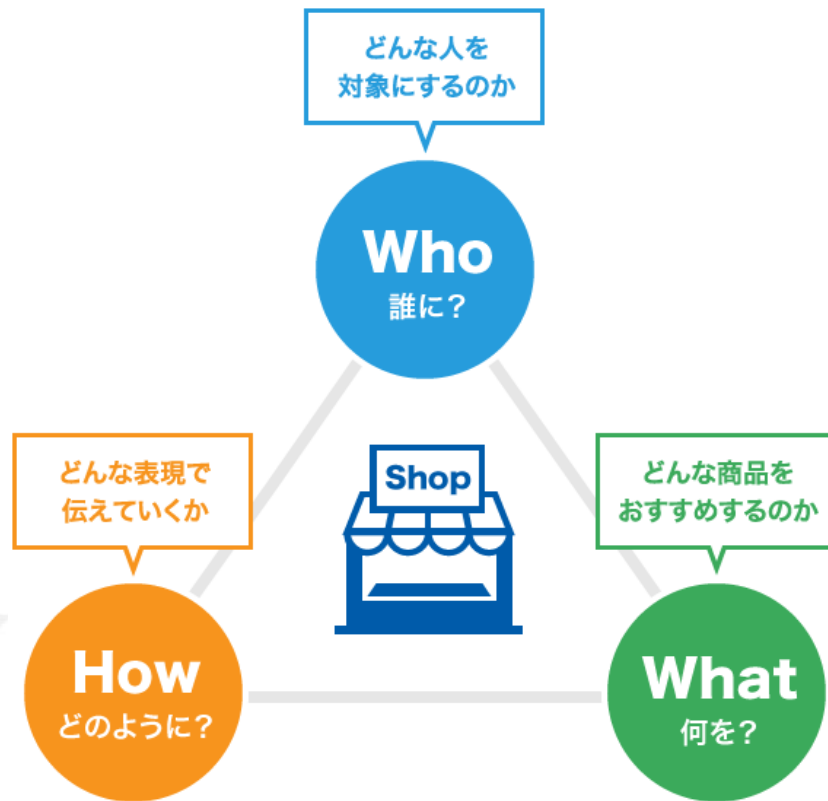 どんな人を
対象にするのか
Who
誰に？
どんな表現で
伝えていくか
Shop
どんな商品を
おすすめするのか
How
どのように？
What
何を？